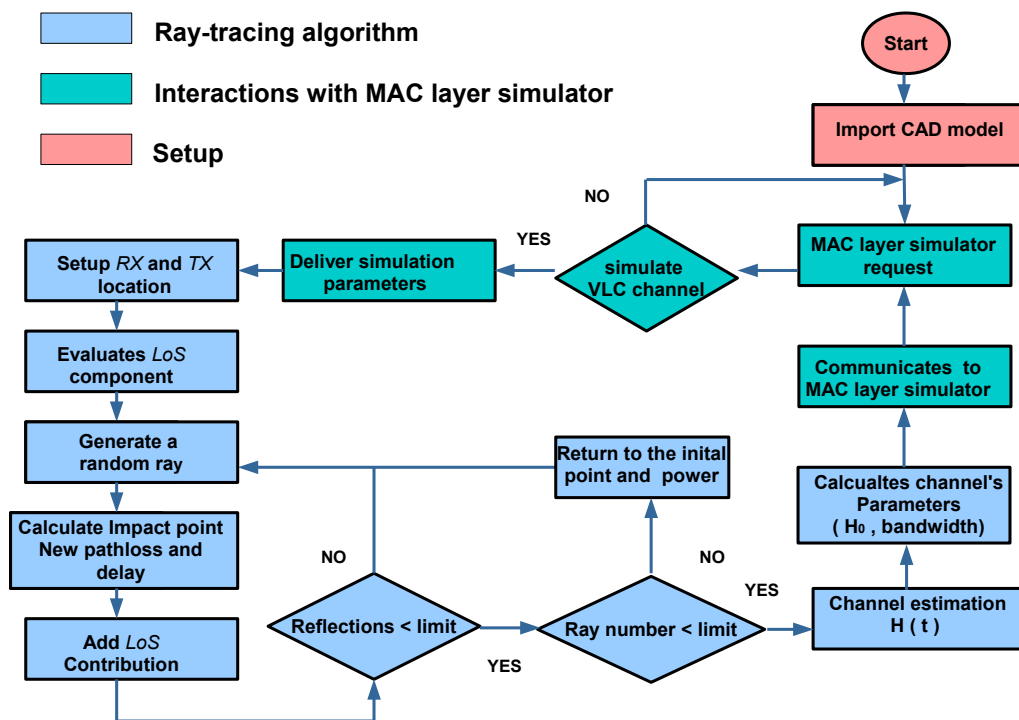 Ray-tracing algorithm
Interactions with MAC layer simulator
Setup
Start
Import CAD model
NO
YES
MAC layer simulator
request
simulate
VLC channel
Deliver simulation
parameters
Setup RX and TX
location
Evaluates LoS
component
Generate a
random ray
Calculate Impact point
New pathloss and
delay
Add LoS
Contribution
NO
Reflections < limit
YES
Return to the inital
point and power
NO
Ray number < limit
YES
Channel estimation
H ( t )
Calcualtes channel's
Parameters
( H₀ , bandwidth)
Communicates to
MAC layer simulator